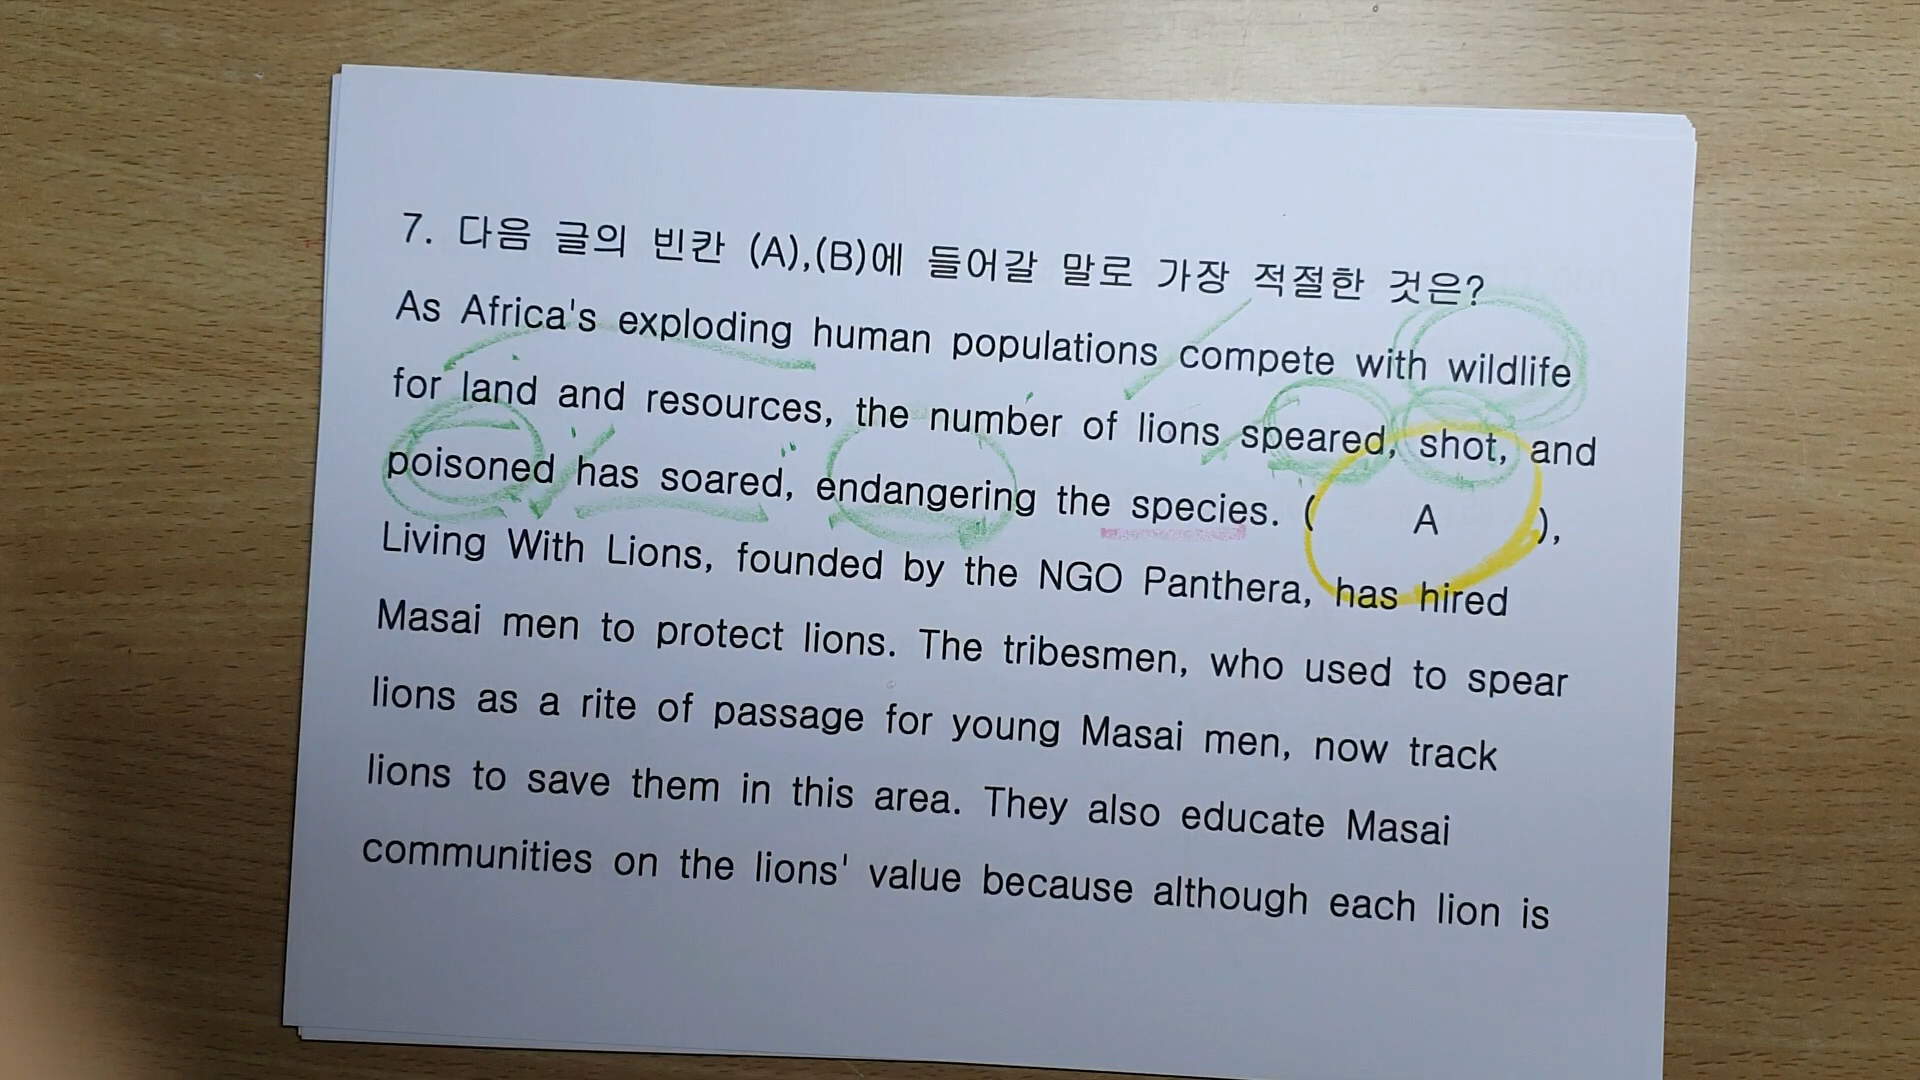 7. 다음 글의 빈칸 (A),(B)에 들어갈 말로 가장 적절한 것은?
As Africa's exploding human populations compete with wildlife
for land and resources, the number of lions speared, shot, and
poisoned has soared, endangering the species. ( A ),
Living With Lions, founded by the NGO Panthera, has hired
Masai men to protect lions. The tribesmen, who used to spear
lions as a rite of passage for young Masai men, now track
lions to save them in this area. They also educate Masai
communities on the lions' value because although each lion is